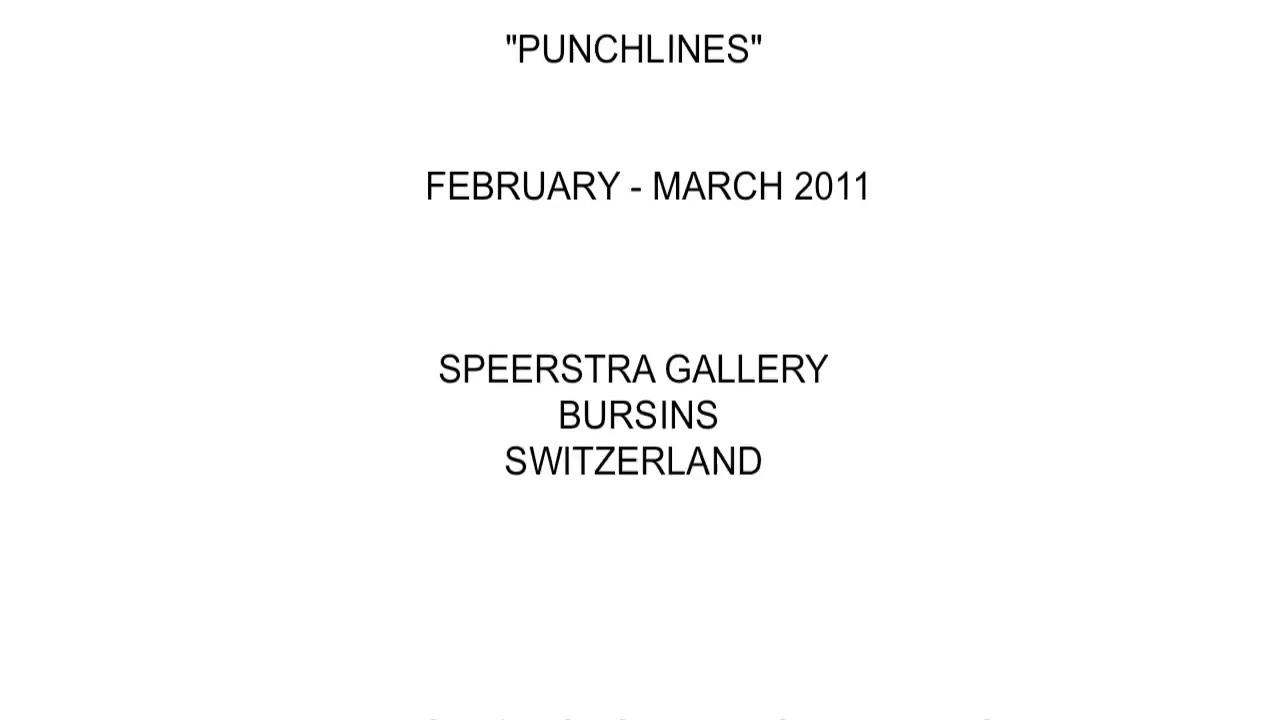 "PUNCHLINES"
FEBRUARY - MARCH 2011
SPEERSTRA GALLERY
BURSINS
SWITZERLAND